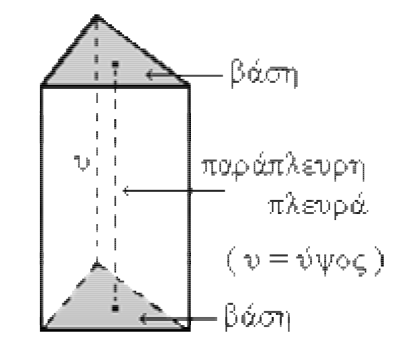 βάση
υ
παράπλευρη
πλευρά
( υ = ύψος )
βάση